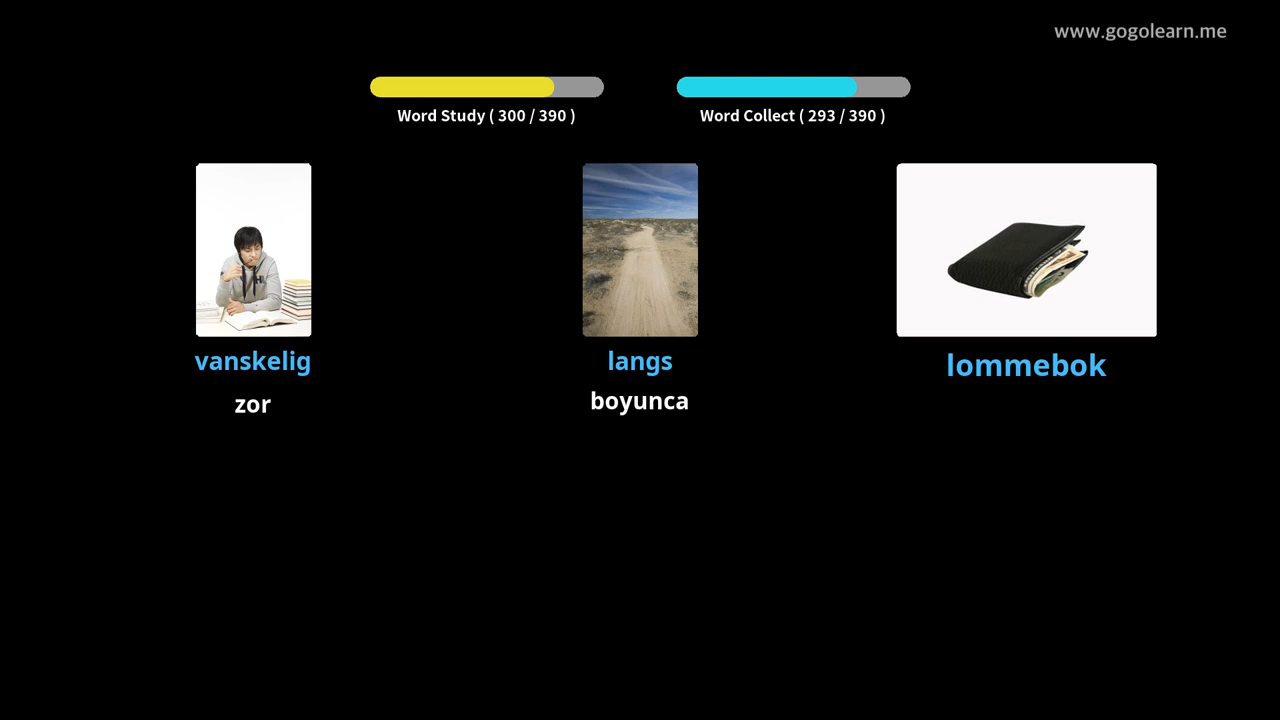 www.gogolearn.me
Word Study ( 300 / 390 )
Word Collect ( 293 / 390 )
vanskelig
zor
langs
boyunca
lommebok